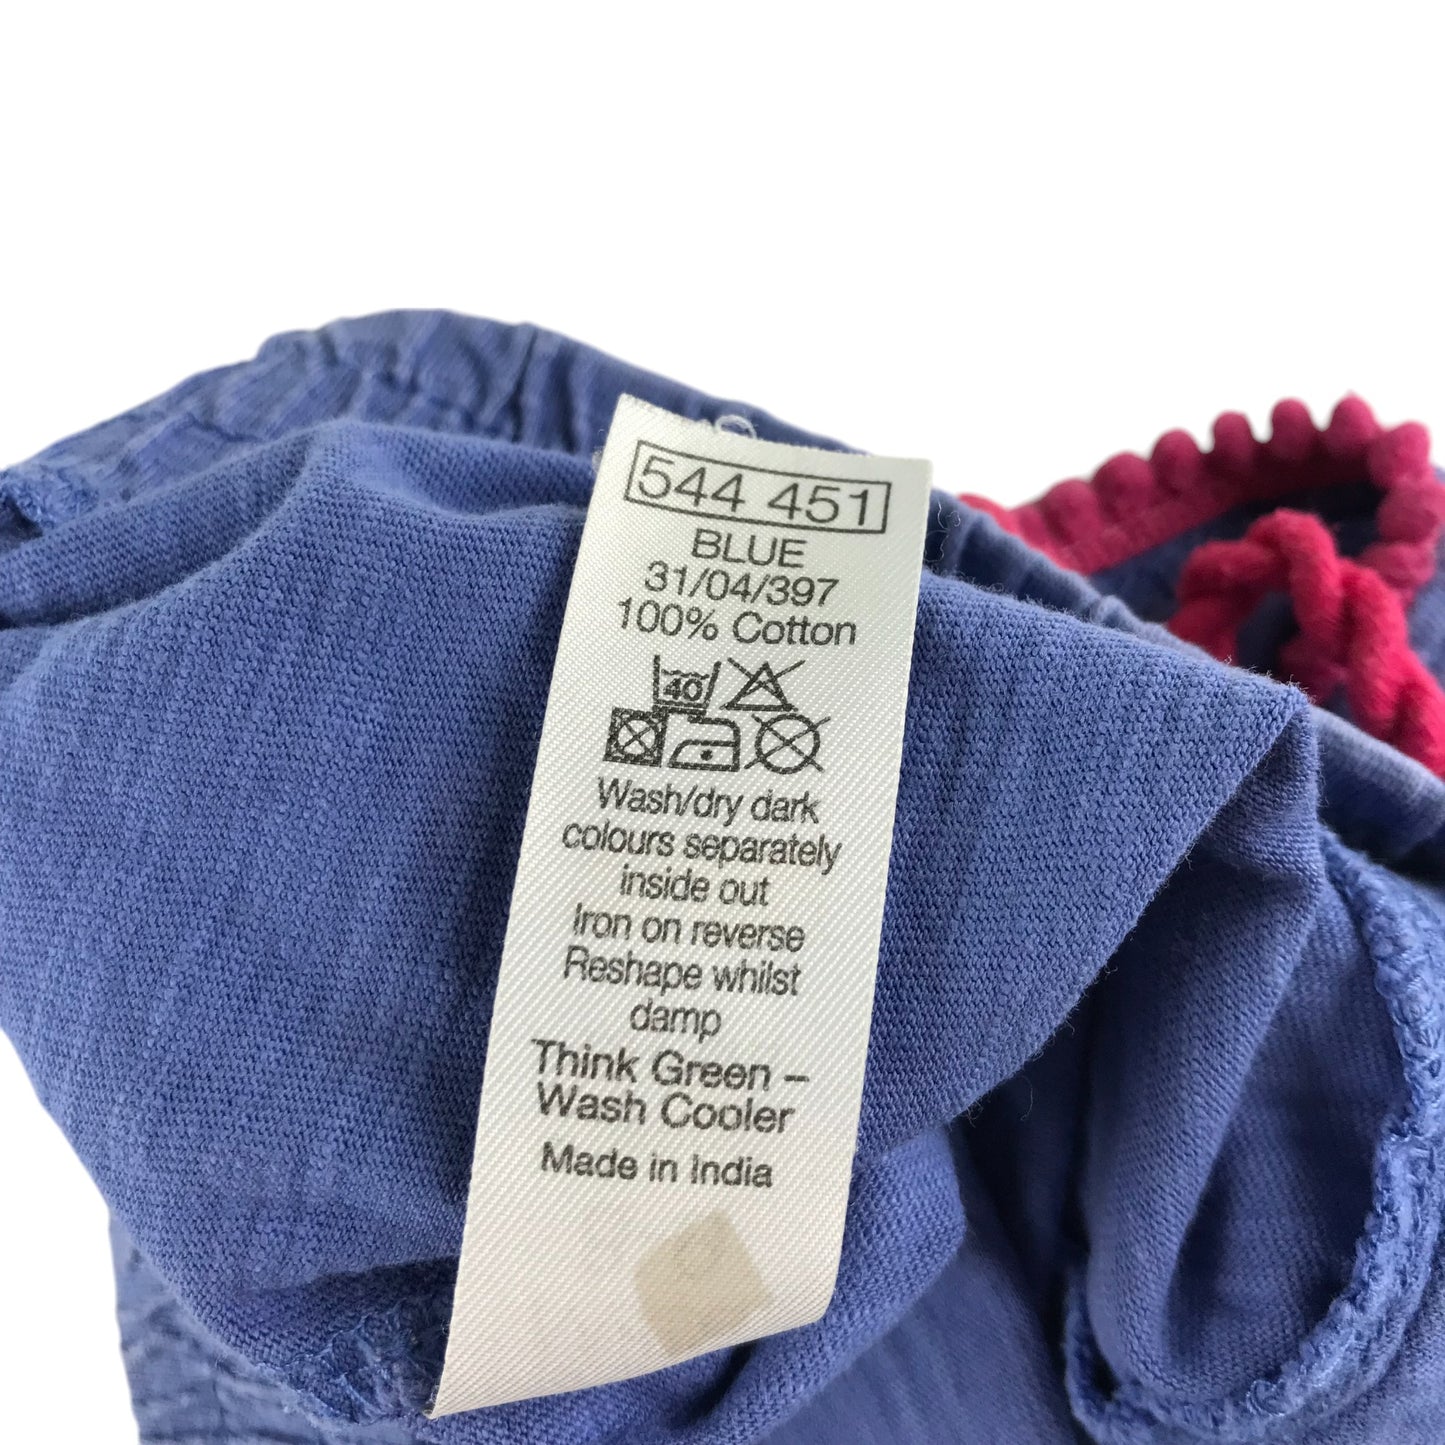 544 451
BLUE
31/04/397
100% Cotton
40
Wash/dry dark
colours separately
inside out
Iron on reverse
Reshape whilst
damp
Think Green –
Wash Cooler
Made in India